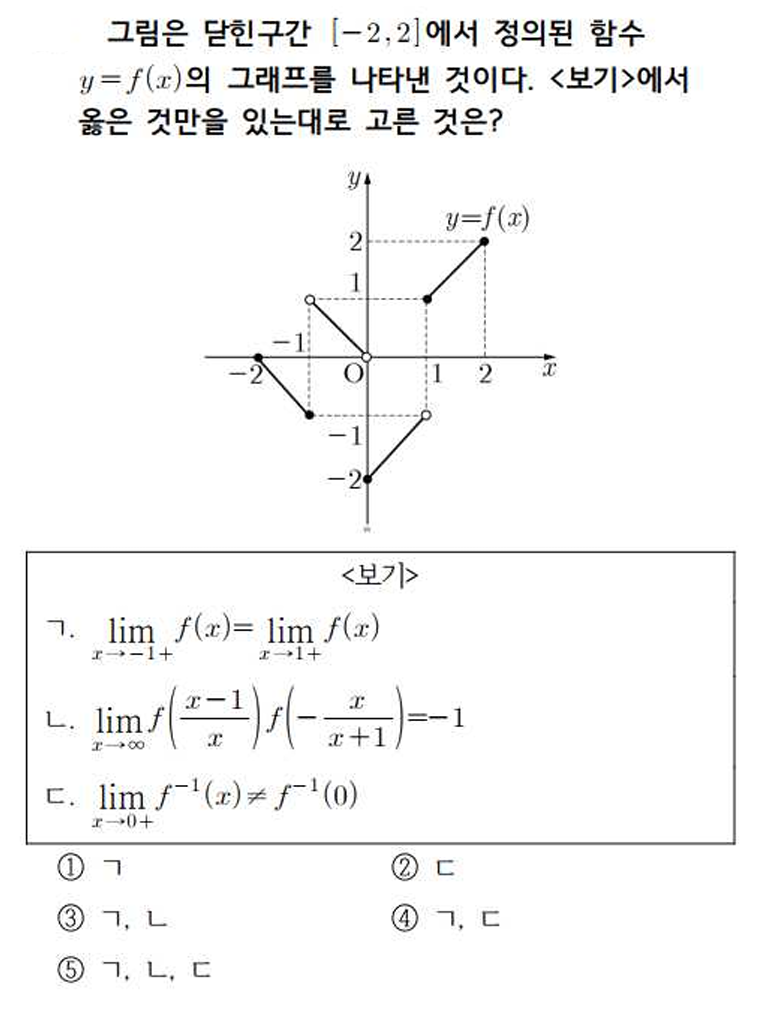 그림은 닫힌구간 [-2,2]에서 정의된 함수
y=f(x)의 그래프를 나타낸 것이다. <보기>에서
옳은 것만을 있는대로 고른 것은?
y
y=f(x)
2
1
-1
-2 O 1 2 x
-1
-2
<보기>
ㄱ. lim_{x→-1+} f(x)= lim_{x→1+} f(x)
ㄴ. lim_{x→∞} f((x-1)/x) f(-x/(x+1))=-1
ㄷ. lim_{x→0+} f^{-1}(x)≠f^{-1}(0)
① ㄱ ② ㄷ
③ ㄱ, ㄴ ④ ㄱ, ㄷ
⑤ ㄱ, ㄴ, ㄷ